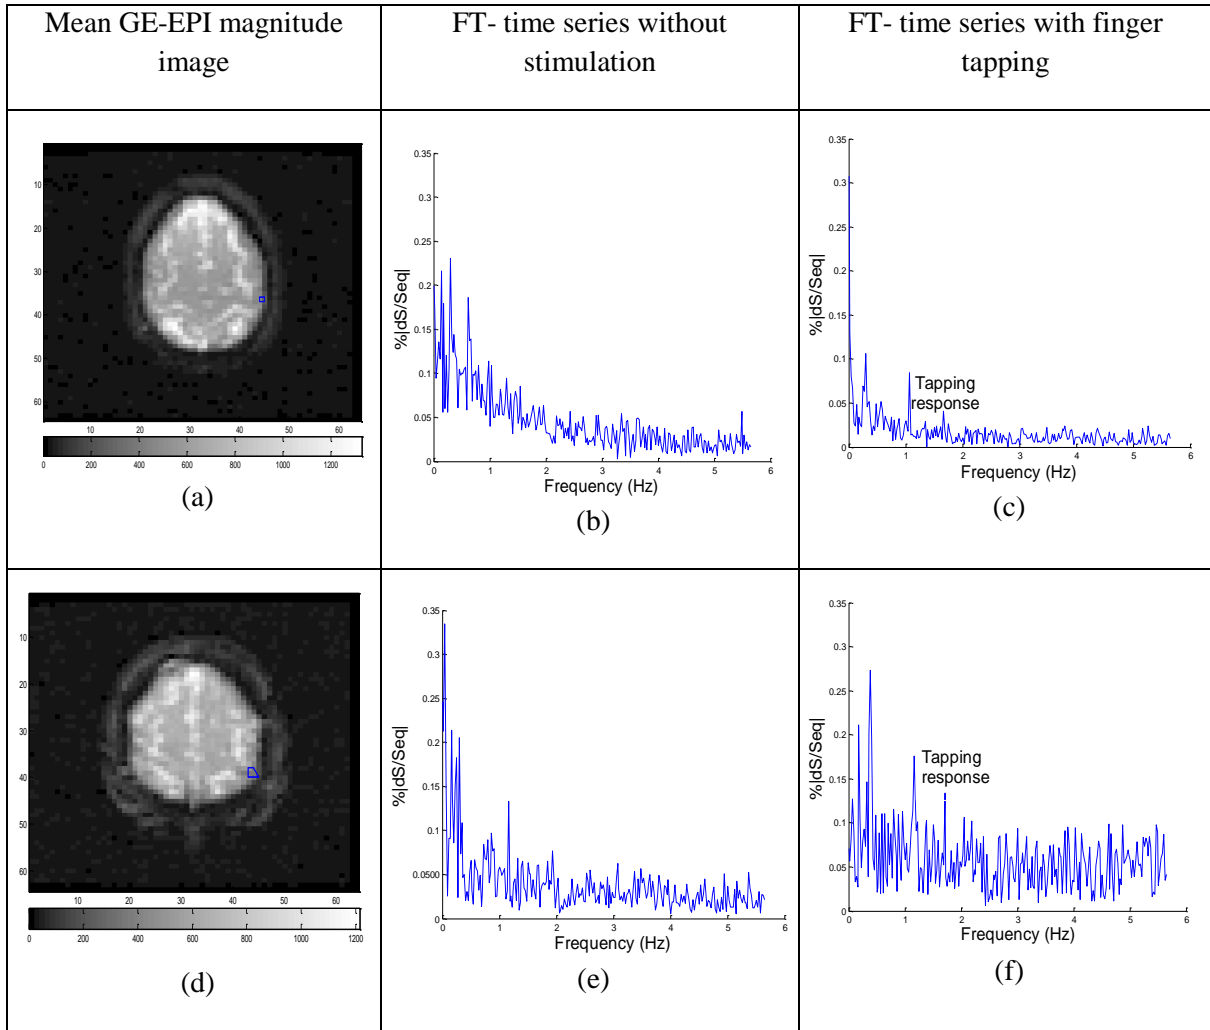 Mean GE-EPI magnitude
image
FT- time series without
stimulation
FT- time series with finger
tapping
10
20
30
40
50
60
10 20 30 40 50 60
0 200 400 600 800 1000 1200
(a)
0.35
0.3
0.25
0.2
0.15
0.1
0.05
0
%|dS/Seq|
0 1 2 3 4 5 6
Frequency (Hz)
(b)
0.35
0.3
0.25
0.2
0.15
0.1
0.05
0
%|dS/Seq|
Tapping
response
0 1 2 3 4 5 6
Frequency (Hz)
(c)
10
20
30
40
50
60
10 20 30 40 50 60
0 200 400 600 800 1000 1200
(d)
0.35
0.3
0.25
0.2
0.15
0.1
0.0500
0
%|dS/Seq|
0 1 2 3 4 5 6
Frequency (Hz)
(e)
0.35
0.3
0.25
0.2
0.15
0.1
0.05
0
%|dS/Seq|
Tapping
response
0 1 2 3 4 5 6
Frequency (Hz)
(f)